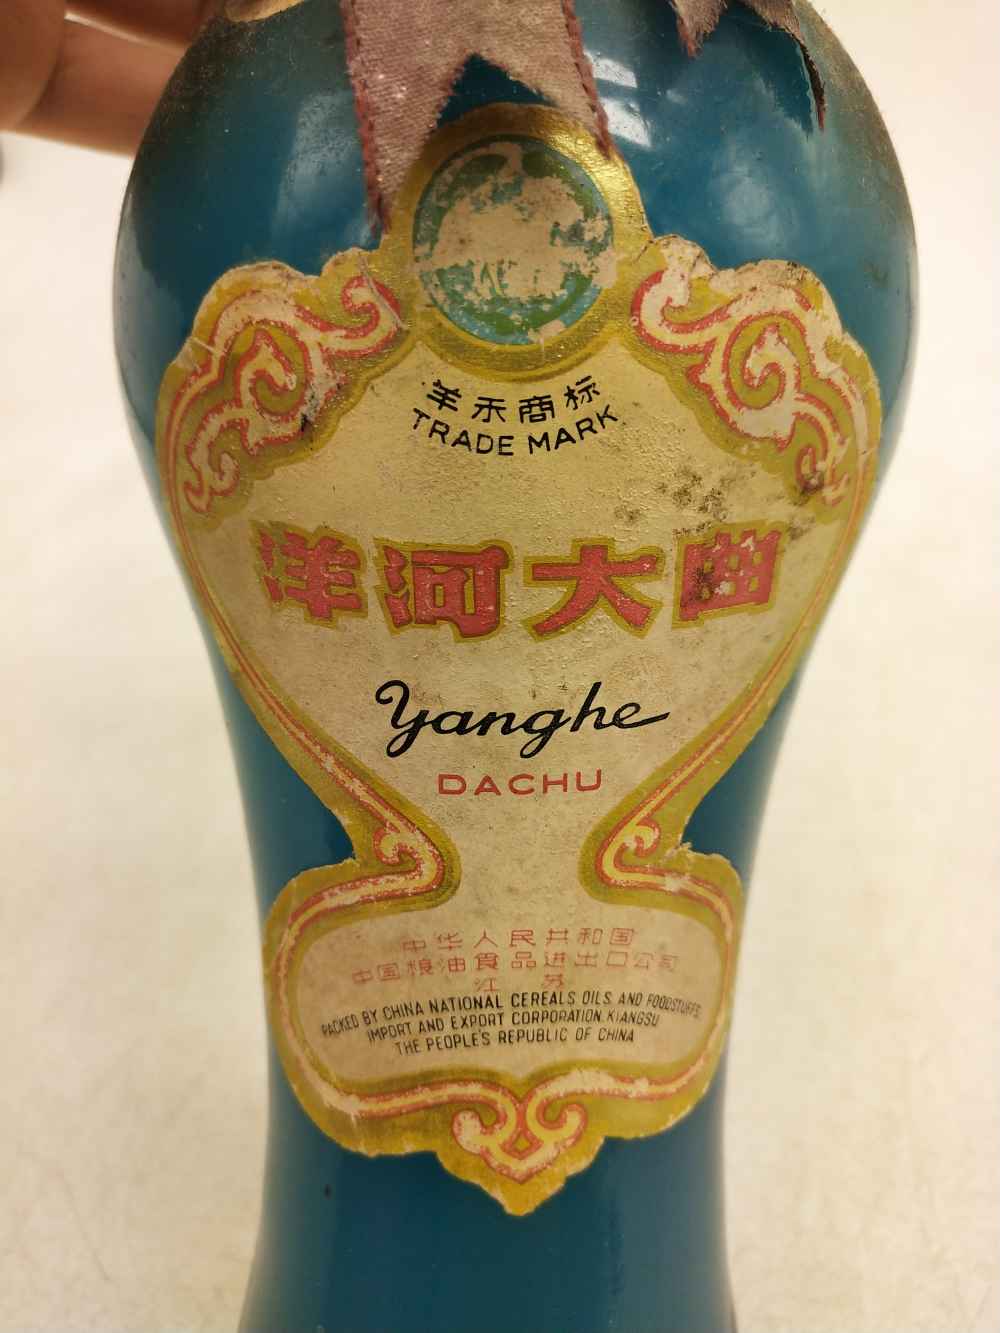 羊禾商标
TRADE MARK
洋河大曲
Yanghe
DACHU
中华人民共和国
中国粮油食品进出口公司
江 苏
PACKED BY CHINA NATIONAL CEREALS, OILS AND FOODSTUFFS
IMPORT AND EXPORT CORPORATION, KIANGSU
THE PEOPLE'S REPUBLIC OF CHINA